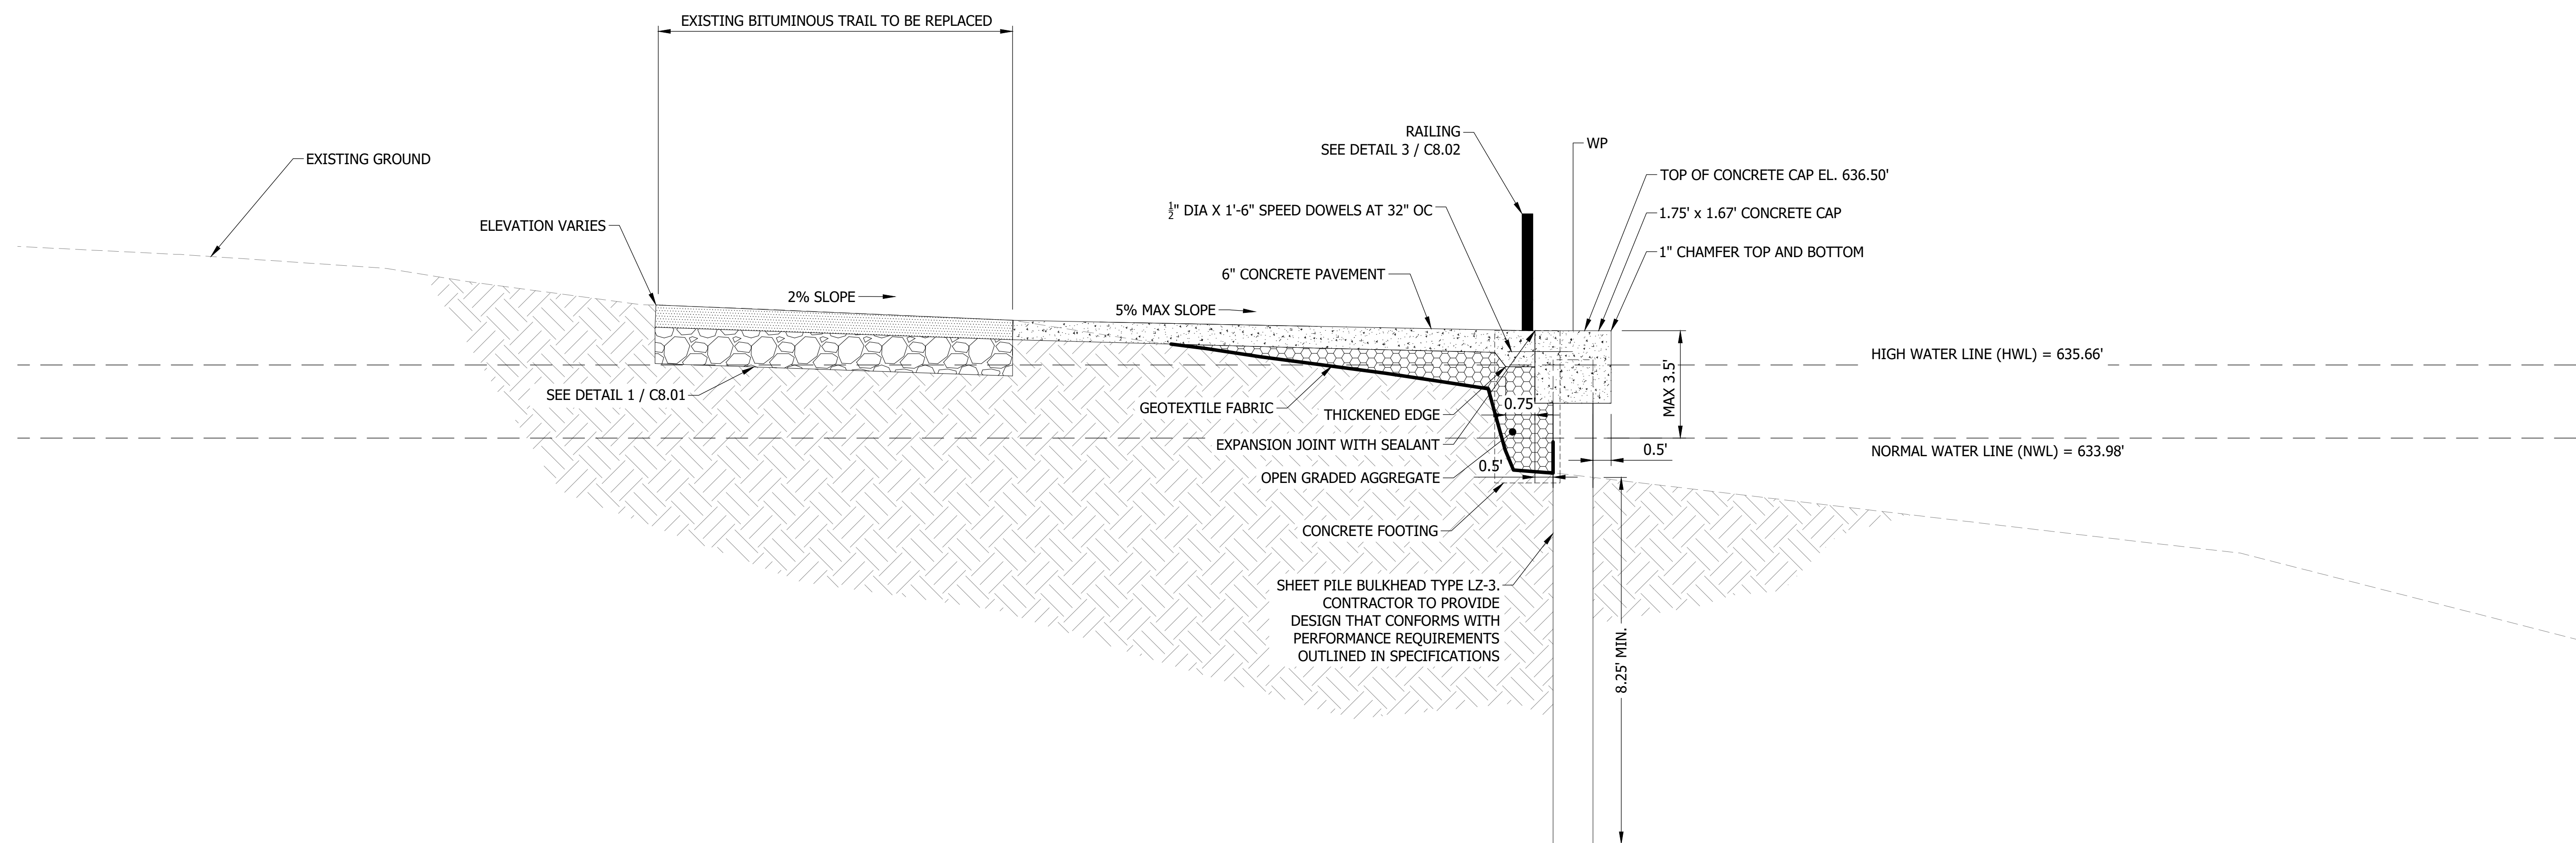 EXISTING BITUMINOUS TRAIL TO BE REPLACED
RAILING
SEE DETAIL 3 / C8.02
WP
EXISTING GROUND
TOP OF CONCRETE CAP EL. 636.50'
½" DIA X 1'-6" SPEED DOWELS AT 32" OC
1.75' x 1.67' CONCRETE CAP
ELEVATION VARIES
1" CHAMFER TOP AND BOTTOM
6" CONCRETE PAVEMENT
2% SLOPE
5% MAX SLOPE
HIGH WATER LINE (HWL) = 635.66'
MAX 3.5'
SEE DETAIL 1 / C8.01
GEOTEXTILE FABRIC
0.75
THICKENED EDGE
EXPANSION JOINT WITH SEALANT
0.5'
NORMAL WATER LINE (NWL) = 633.98'
0.5'
OPEN GRADED AGGREGATE
CONCRETE FOOTING
SHEET PILE BULKHEAD TYPE LZ-3.
CONTRACTOR TO PROVIDE
DESIGN THAT CONFORMS WITH
PERFORMANCE REQUIREMENTS
OUTLINED IN SPECIFICATIONS
8.25' MIN.